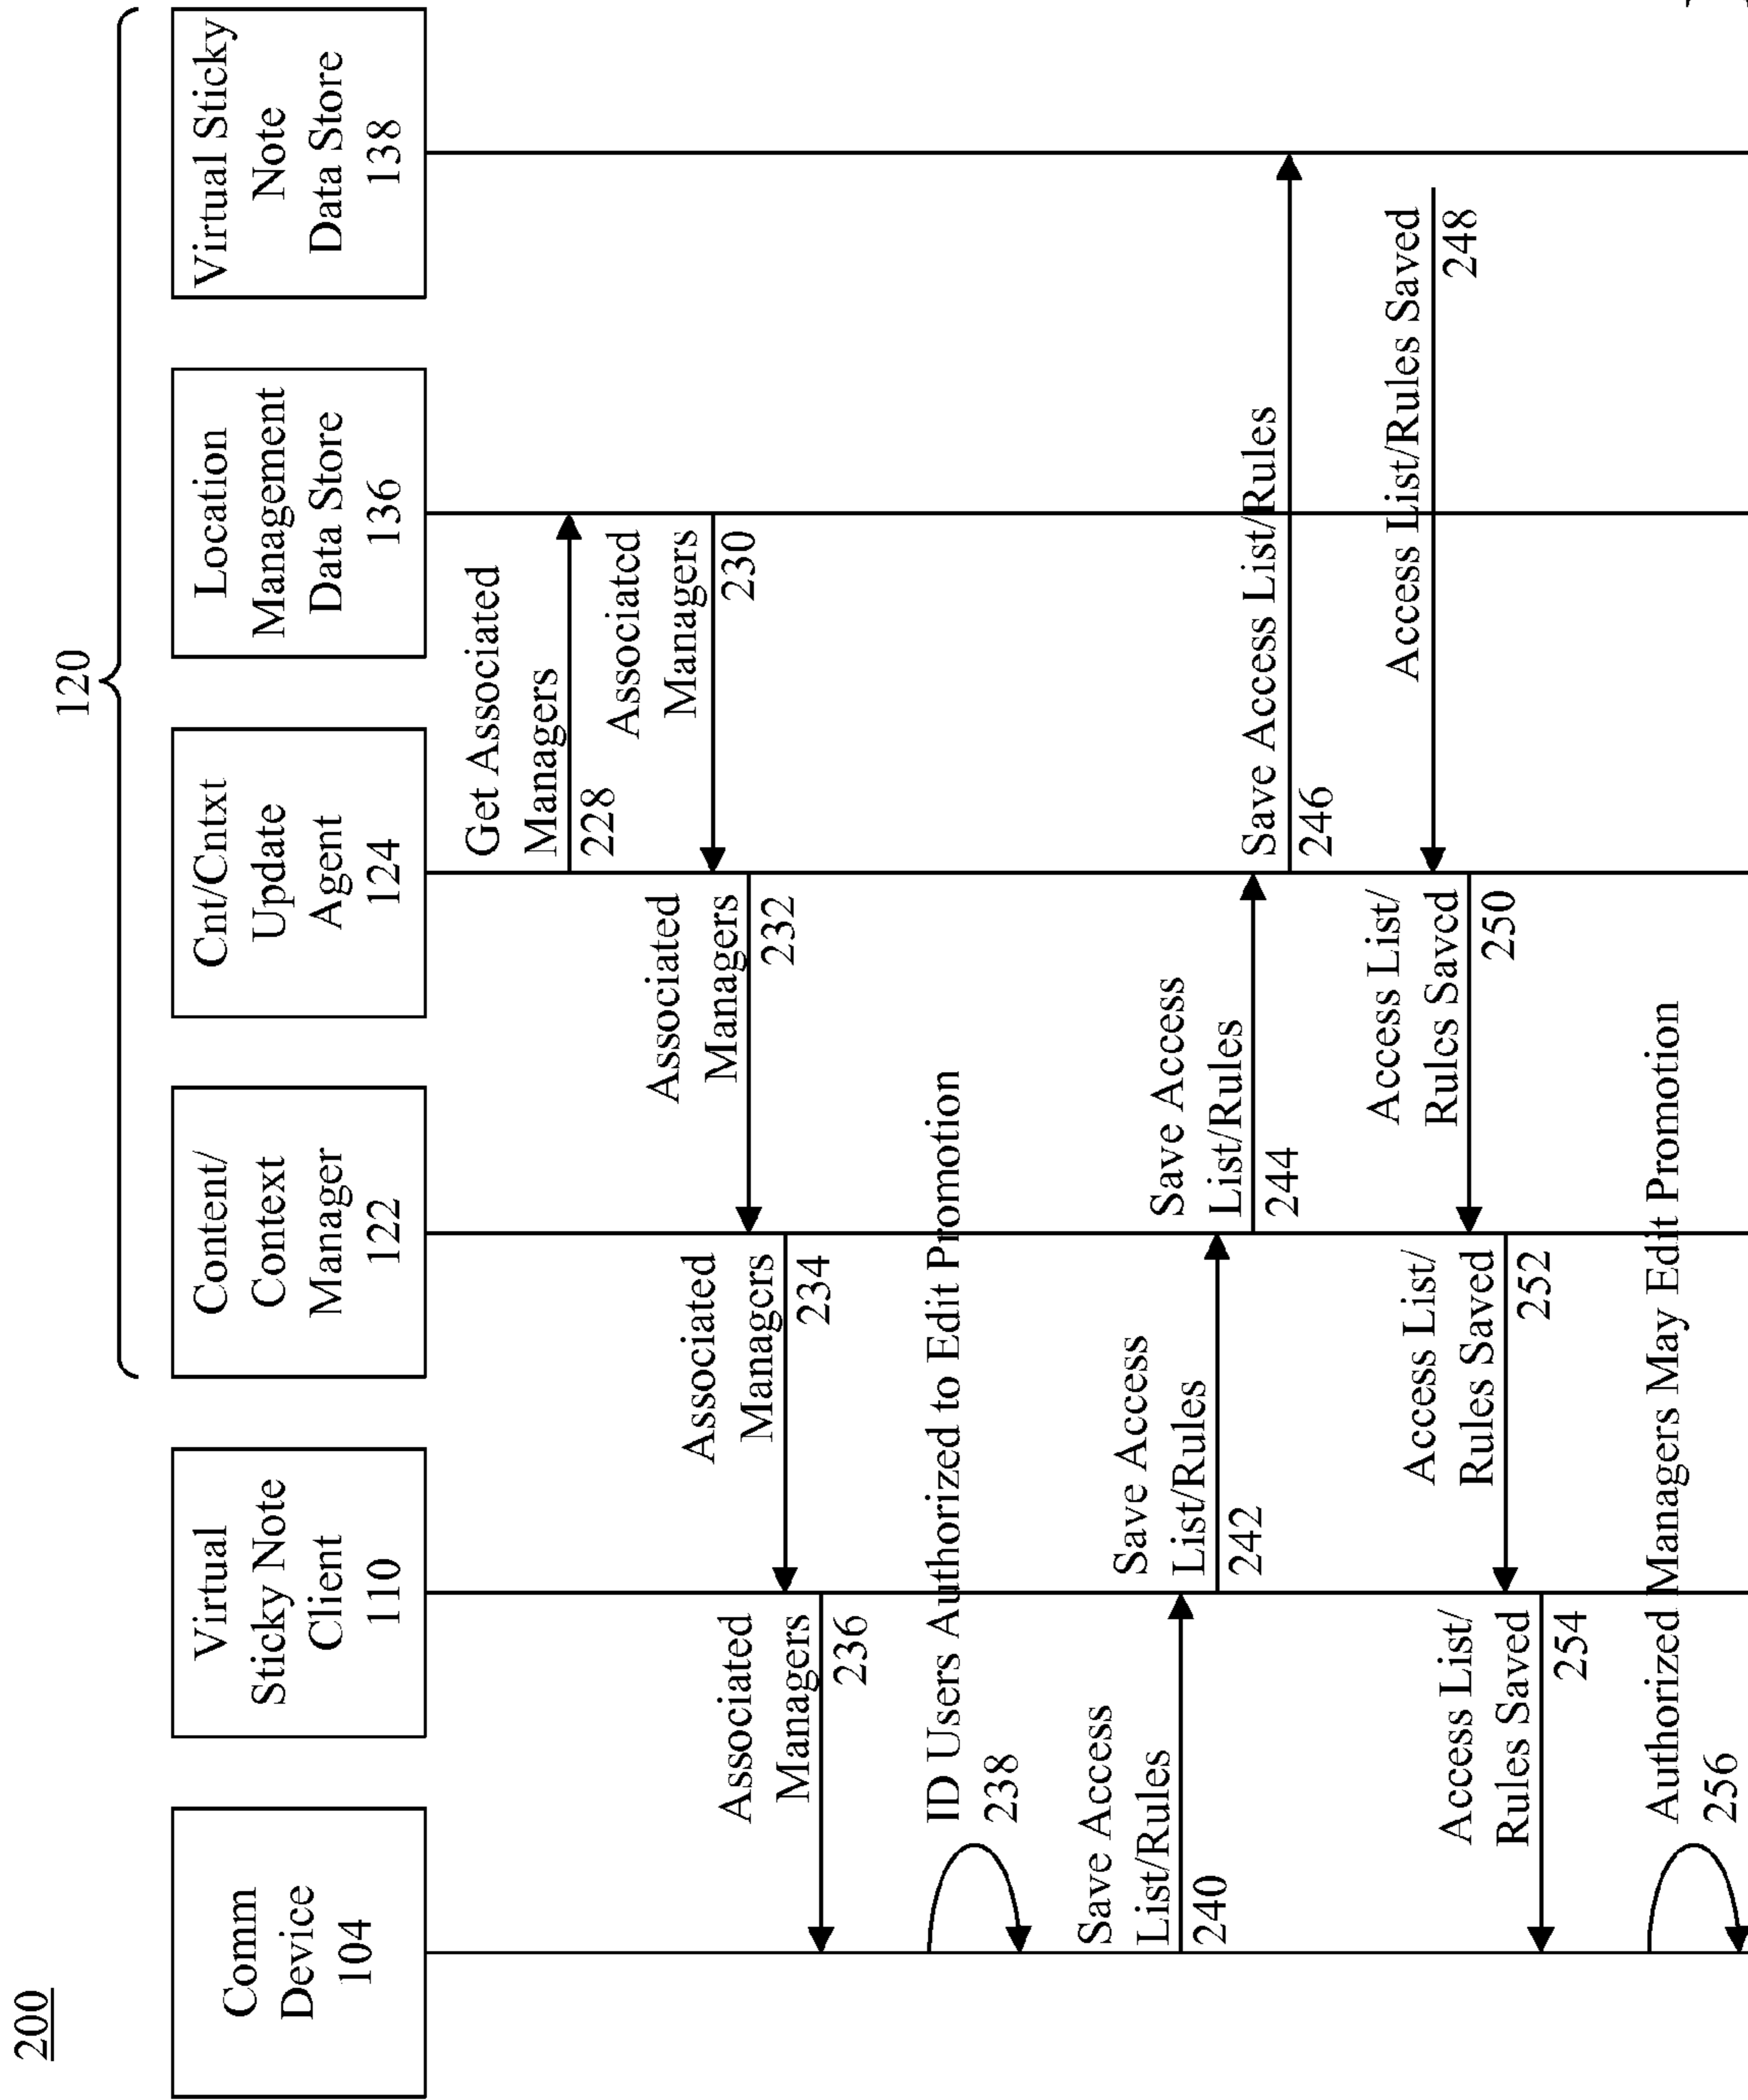 200
120
Comm
Device
104
Virtual
Sticky Note
Client
110
Content/
Context
Manager
122
Cnt/Cntxt
Update
Agent
124
Location
Management
Data Store
136
Virtual Sticky
Note
Data Store
138
Get Associated
Managers
228
Associated
Managers
230
Associated
Managers
232
Associated
Managers
234
Associated
Managers
236
ID Users Authorized to Edit Promotion
238
Save Access
List/Rules
240
Save Access
List/Rules
242
Save Access
List/Rules
244
Save Access List/Rules
246
Access List/Rules Saved
248
Access List/
Rules Saved
250
Access List/
Rules Saved
252
Access List/
Rules Saved
254
Authorized Managers May Edit Promotion
256